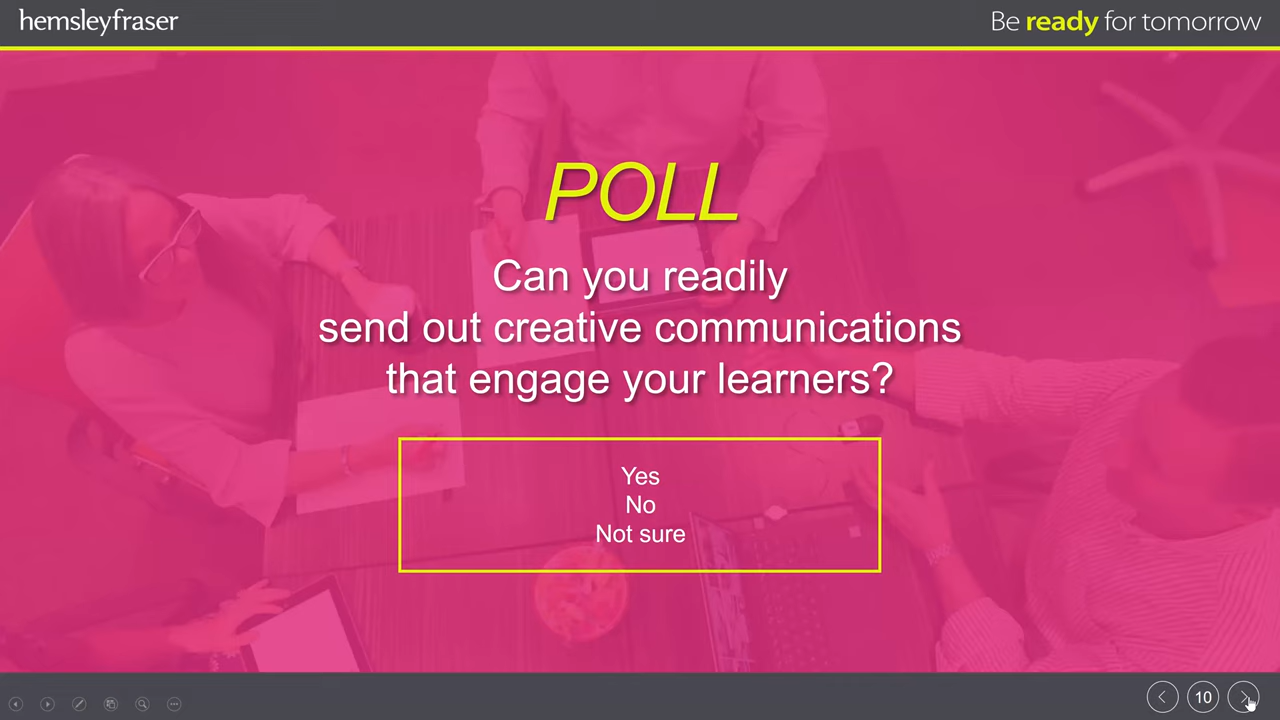 hemsleyfraser
Be ready for tomorrow
POLL
Can you readily
send out creative communications
that engage your learners?
Yes
No
Not sure
10